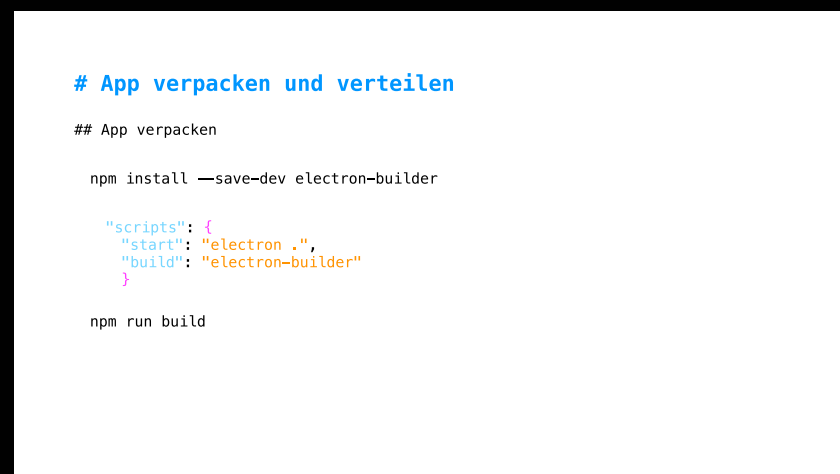 # App verpacken und verteilen
## App verpacken
npm install —save-dev electron-builder
"scripts": {
"start": "electron .",
"build": "electron-builder"
}
npm run build